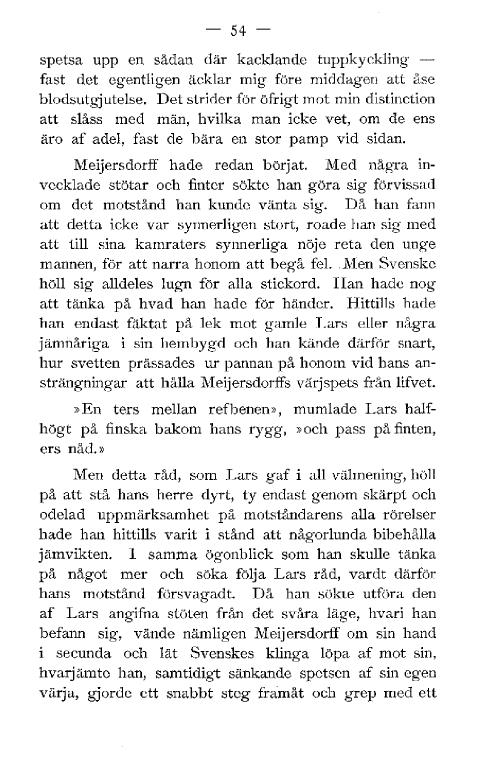 — 54 —
spetsa upp en sådan där kacklande tuppkyckling —
fast det egentligen äcklar mig före middagen att åse
blodsutgjutelse. Det strider för öfrigt mot min distinction
att slåss med män, hvilka man icke vet, om de ens
äro af adel, fast de bära en stor pamp vid sidan.
Meijersdorff hade redan börjat. Med några in-
vecklade stötar och finter sökte han göra sig förvissad
om det motstånd han kunde vänta sig. Då han fann
att detta icke var synnerligen stort, roade han sig med
att till sina kamraters synnerliga nöje reta den unge
mannen, för att narra honom att begå fel. Men Svenske
höll sig alldeles lugn för alla stickord. Han hade nog
att tänka på hvad han hade för händer. Hittills hade
han endast fäktat på lek mot gamle Lars eller några
jämnåriga i sin hembygd och han kände därför snart,
hur svetten prässades ur pannan på honom vid hans an-
strängningar att hålla Meijersdorffs värjspets från lifvet.
»En ters mellan refbenen», mumlade Lars half-
högt på finska bakom hans rygg, »och pass på finten,
ers nåd.»
Men detta råd, som Lars gaf i all välmening, höll
på att stå hans herre dyrt, ty endast genom skärpt och
odelad uppmärksamhet på motståndarens alla rörelser
hade han hittills varit i stånd att någorlunda bibehålla
jämvikten. I samma ögonblick som han skulle tänka
på något mer och söka följa Lars råd, vardt därför
hans motstånd försvagadt. Då han sökte utföra den
af Lars angifna stöten från det svåra läge, hvari han
befann sig, vände nämligen Meijersdorff om sin hand
i secunda och lät Svenskes klinga löpa af mot sin,
hvarjämte han, samtidigt sänkande spetsen af sin egen
värja, gjorde ett snabbt steg framåt och grep med ett